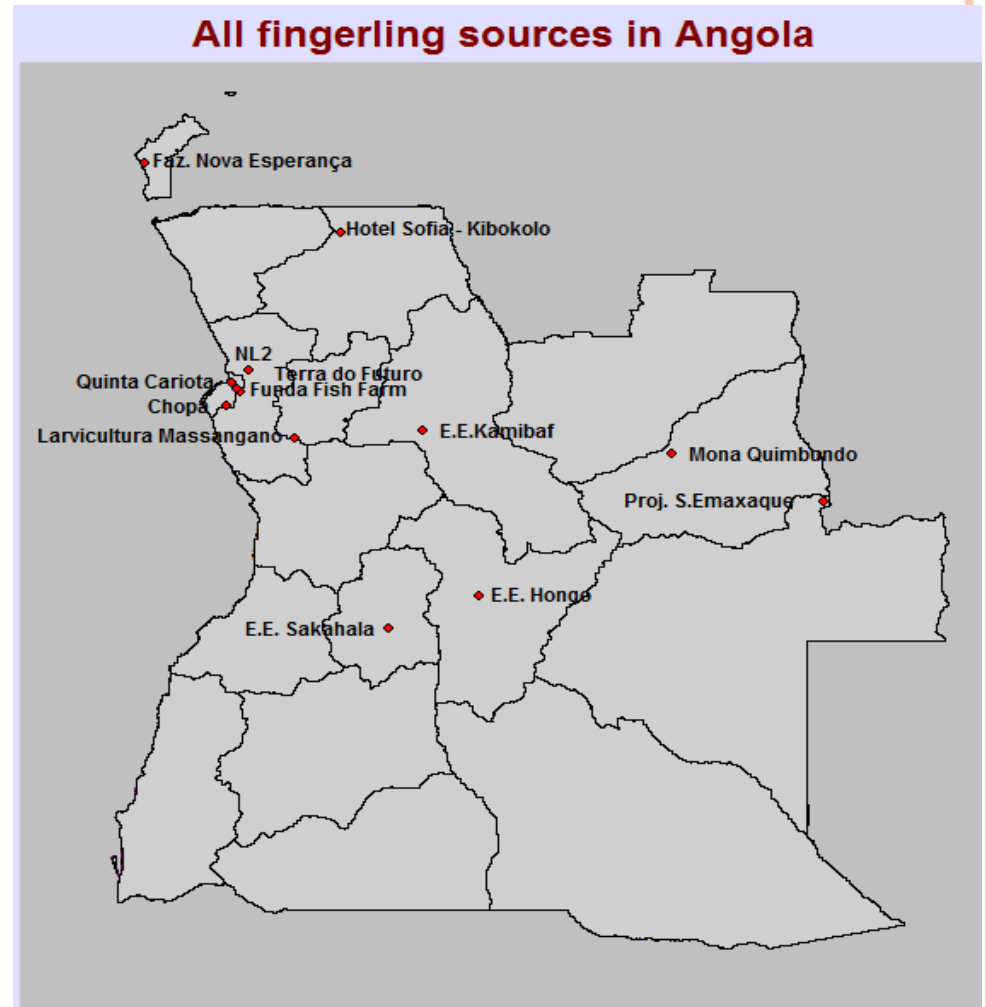 All fingerling sources in Angola
Faz. Nova Esperança
Hotel Sofia - Kibokolo
NL2
Terra do Futuro
Quinta Cariota
Funda Fish Farm
Chopa
Larvicultura Massangano
E.E.Kamibaf
Mona Quimbondo
Proj. S.Emaxaque
E.E. Hongo
E.E. Sakahala